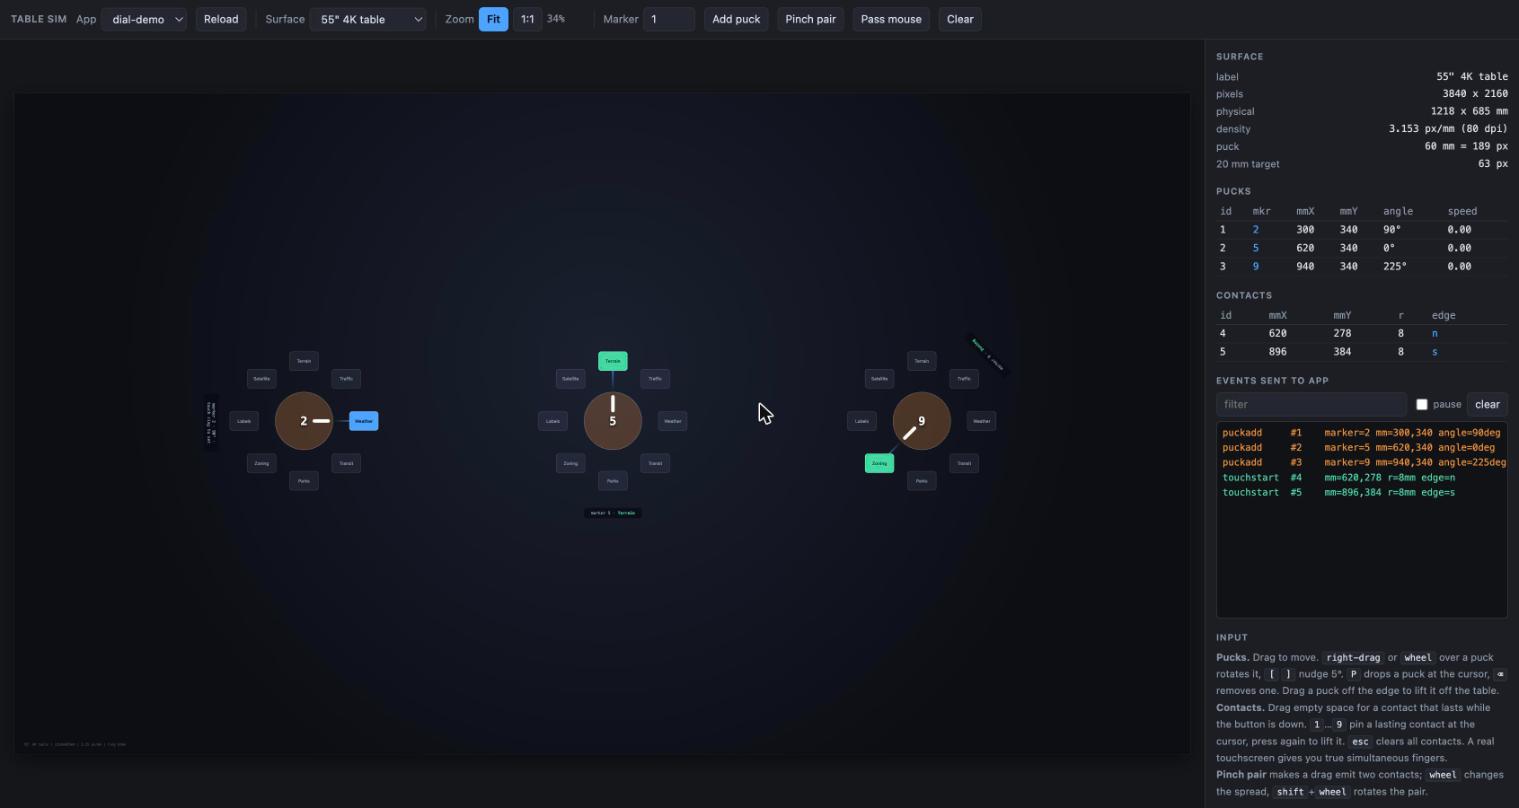 TABLE SIM App dial-demo Reload Surface 55" 4K table Zoom Fit 1:1 34% Marker 1 Add puck Pinch pair Pass mouse Clear
SURFACE
label 55" 4K table
pixels 3840 x 2160
physical 1218 x 685 mm
density 3.153 px/mm (80 dpi)
puck 60 mm = 189 px
20 mm target 63 px
PUCKS
id mkr mmX mmY angle speed
1 2 300 340 90° 0.00
2 5 620 340 0° 0.00
3 9 940 340 225° 0.00
CONTACTS
id mmX mmY r edge
4 620 278 8 n
5 896 384 8 s
EVENTS SENT TO APP
filter pause clear
puckadd #1 marker=2 mm=300,340 angle=90deg
puckadd #2 marker=5 mm=620,340 angle=0deg
puckadd #3 marker=9 mm=940,340 angle=225deg
touchstart #4 mm=620,278 r=8mm edge=n
touchstart #5 mm=896,384 r=8mm edge=s
INPUT
Pucks. Drag to move. right-drag or wheel over a puck
rotates it, [ ] nudge 5°. P drops a puck at the cursor, ⌫
removes one. Drag a puck off the edge to lift it off the table.
Contacts. Drag empty space for a contact that lasts while
the button is down. 1…9 pin a lasting contact at the
cursor, press again to lift it. esc clears all contacts. A real
touchscreen gives you true simultaneous fingers.
Pinch pair makes a drag emit two contacts; wheel changes
the spread, shift + wheel rotates the pair.
Terrain
Satellite Traffic
Labels 2 Weather
Zoning Transit
Parks
Terrain
Satellite Traffic
Labels 5 Weather
Zoning Transit
Parks
marker 5 · Terrain
Terrain
Satellite Traffic
Labels 9 Weather
Zoning Transit
Parks